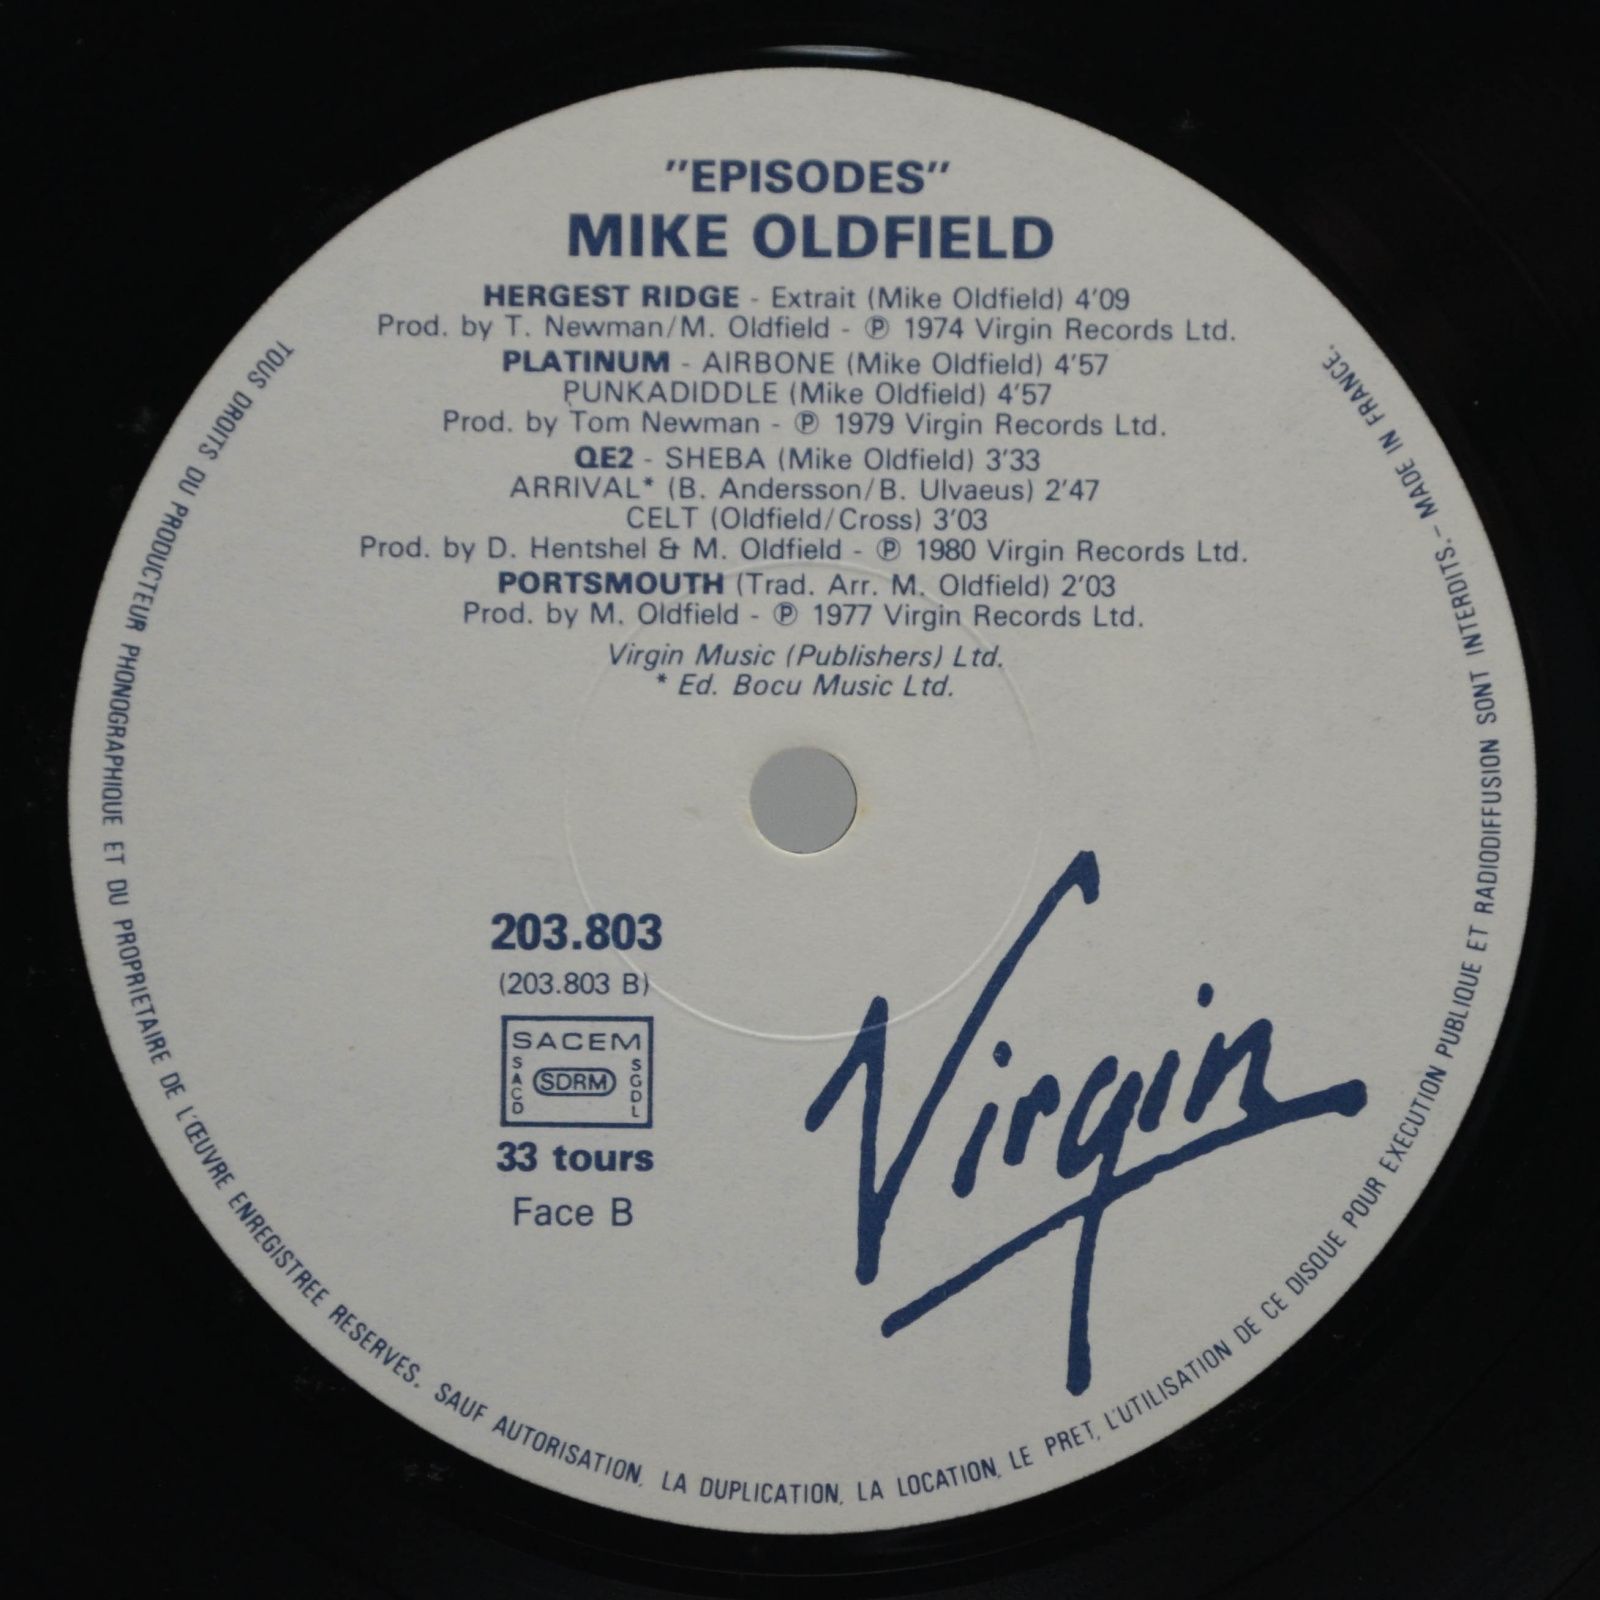 "EPISODES"
MIKE OLDFIELD
HERGEST RIDGE - Extrait (Mike Oldfield) 4'09
Prod. by T. Newman/M. Oldfield - ℗ 1974 Virgin Records Ltd.
PLATINUM - AIRBONE (Mike Oldfield) 4'57
PUNKADIDDLE (Mike Oldfield) 4'57
Prod. by Tom Newman - ℗ 1979 Virgin Records Ltd.
QE2 - SHEBA (Mike Oldfield) 3'33
ARRIVAL* (B. Andersson/B. Ulvaeus) 2'47
CELT (Oldfield/Cross) 3'03
Prod. by D. Hentshel & M. Oldfield - ℗ 1980 Virgin Records Ltd.
PORTSMOUTH (Trad. Arr. M. Oldfield) 2'03
Prod. by M. Oldfield - ℗ 1977 Virgin Records Ltd.
Virgin Music (Publishers) Ltd.
* Ed. Bocu Music Ltd.
203.803
(203.803 B)
SACEM
SACD
SDRM
SGDL
33 tours
Face B
Virgin
TOUS DROITS DU PRODUCTEUR PHONOGRAPHIQUE ET DU PROPRIETAIRE DE L'ŒUVRE ENREGISTREE RESERVES. SAUF AUTORISATION, LA DUPLICATION, LA LOCATION, LE PRET, L'UTILISATION DE CE DISQUE POUR EXECUTION PUBLIQUE ET RADIODIFFUSION SONT INTERDITS. - MADE IN FRANCE.